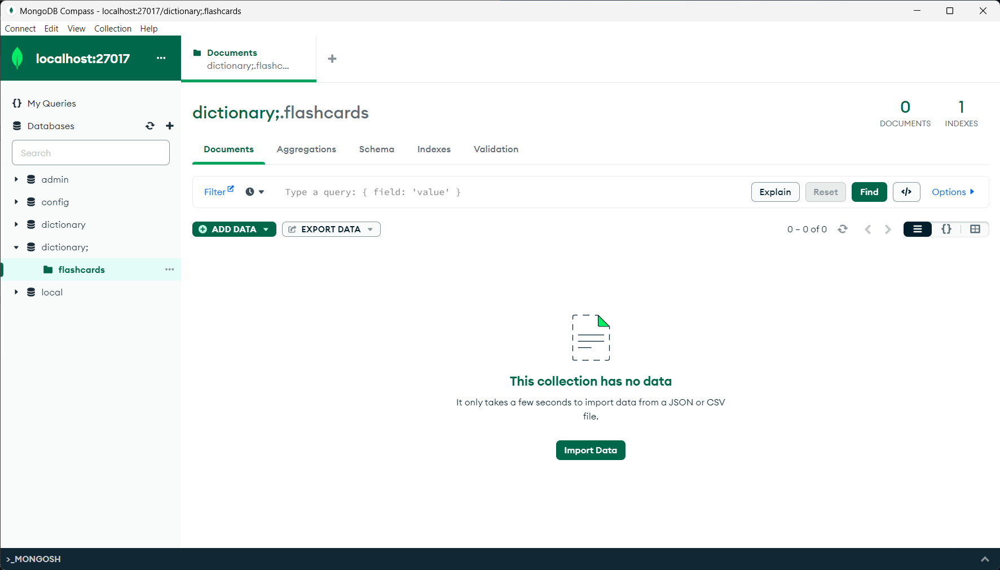 MongoDB Compass - localhost:27017/dictionary;.flashcards
Connect Edit View Collection Help
localhost:27017 ...
Documents
dictionary;.flashc...
My Queries
Databases
Search
admin
config
dictionary
dictionary;
flashcards
local
dictionary;.flashcards
0
DOCUMENTS
1
INDEXES
Documents Aggregations Schema Indexes Validation
Filter Type a query: { field: 'value' } Explain Reset Find </> Options
ADD DATA EXPORT DATA 0 – 0 of 0 {}
This collection has no data
It only takes a few seconds to import data from a JSON or CSV
file.
Import Data
>_MONGOSH